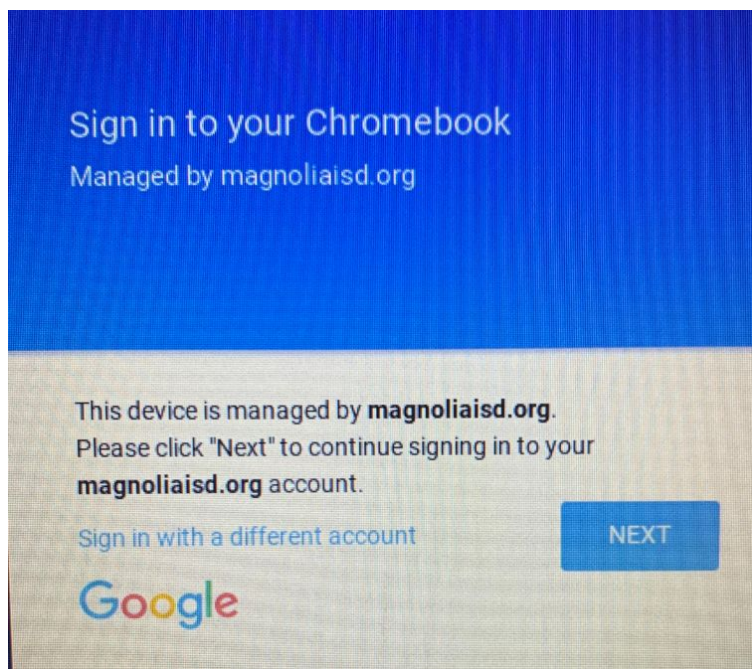 Sign in to your Chromebook
Managed by magnoliaisd.org
This device is managed by magnoliaisd.org.
Please click "Next" to continue signing in to your
magnoliaisd.org account.
Sign in with a different account
NEXT
Google